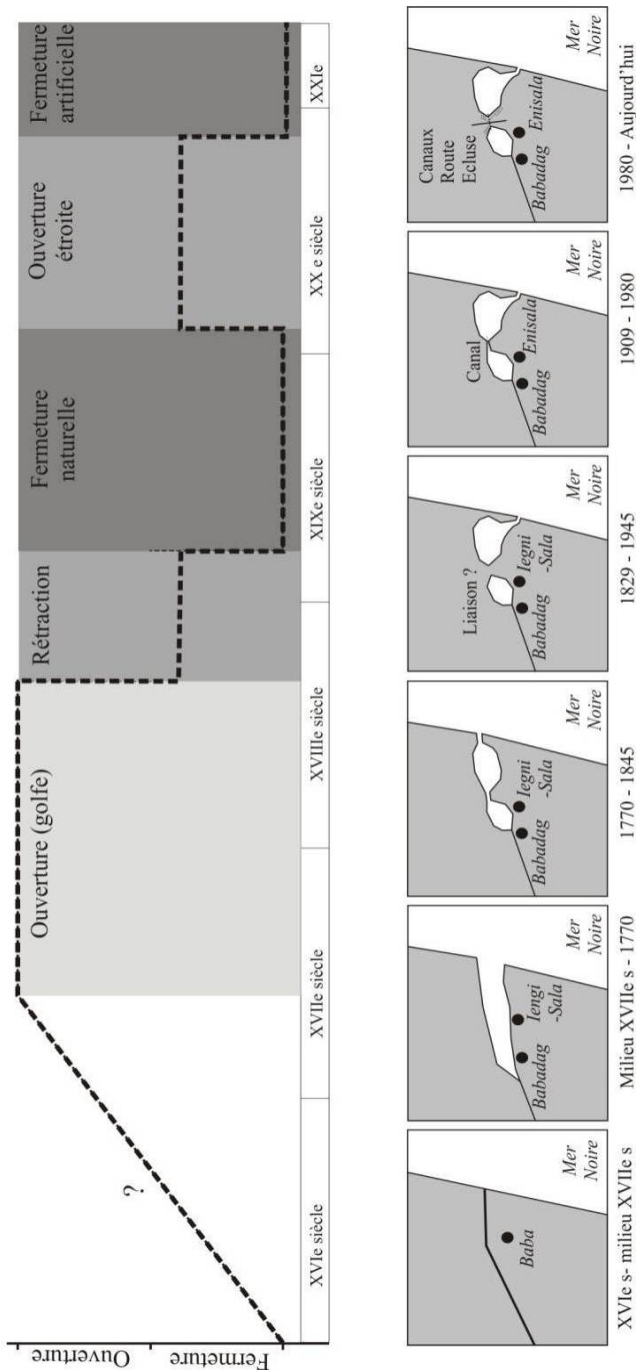 Ouverture
Fermeture
?
Ouverture (golfe)
Rétraction
Fermeture
naturelle
Ouverture
étroite
Fermeture
artificielle
XVIe siècle
XVIIe siècle
XVIIIe siècle
XIXe siècle
XX e siècle
XXIe
Baba
Mer
Noire
XVIe s- milieu XVIIe s
Babadag
Iengi
-Sala
Mer
Noire
Milieu XVIIe s - 1770
Babadag
Iegni
-Sala
Mer
Noire
1770 - 1845
Liaison ?
Babadag
Iegni
-Sala
Mer
Noire
1829 - 1945
Canal
Babadag
Enisala
Mer
Noire
1909 - 1980
Canaux
Route
Ecluse
Babadag
Enisala
Mer
Noire
1980 - Aujourd'hui